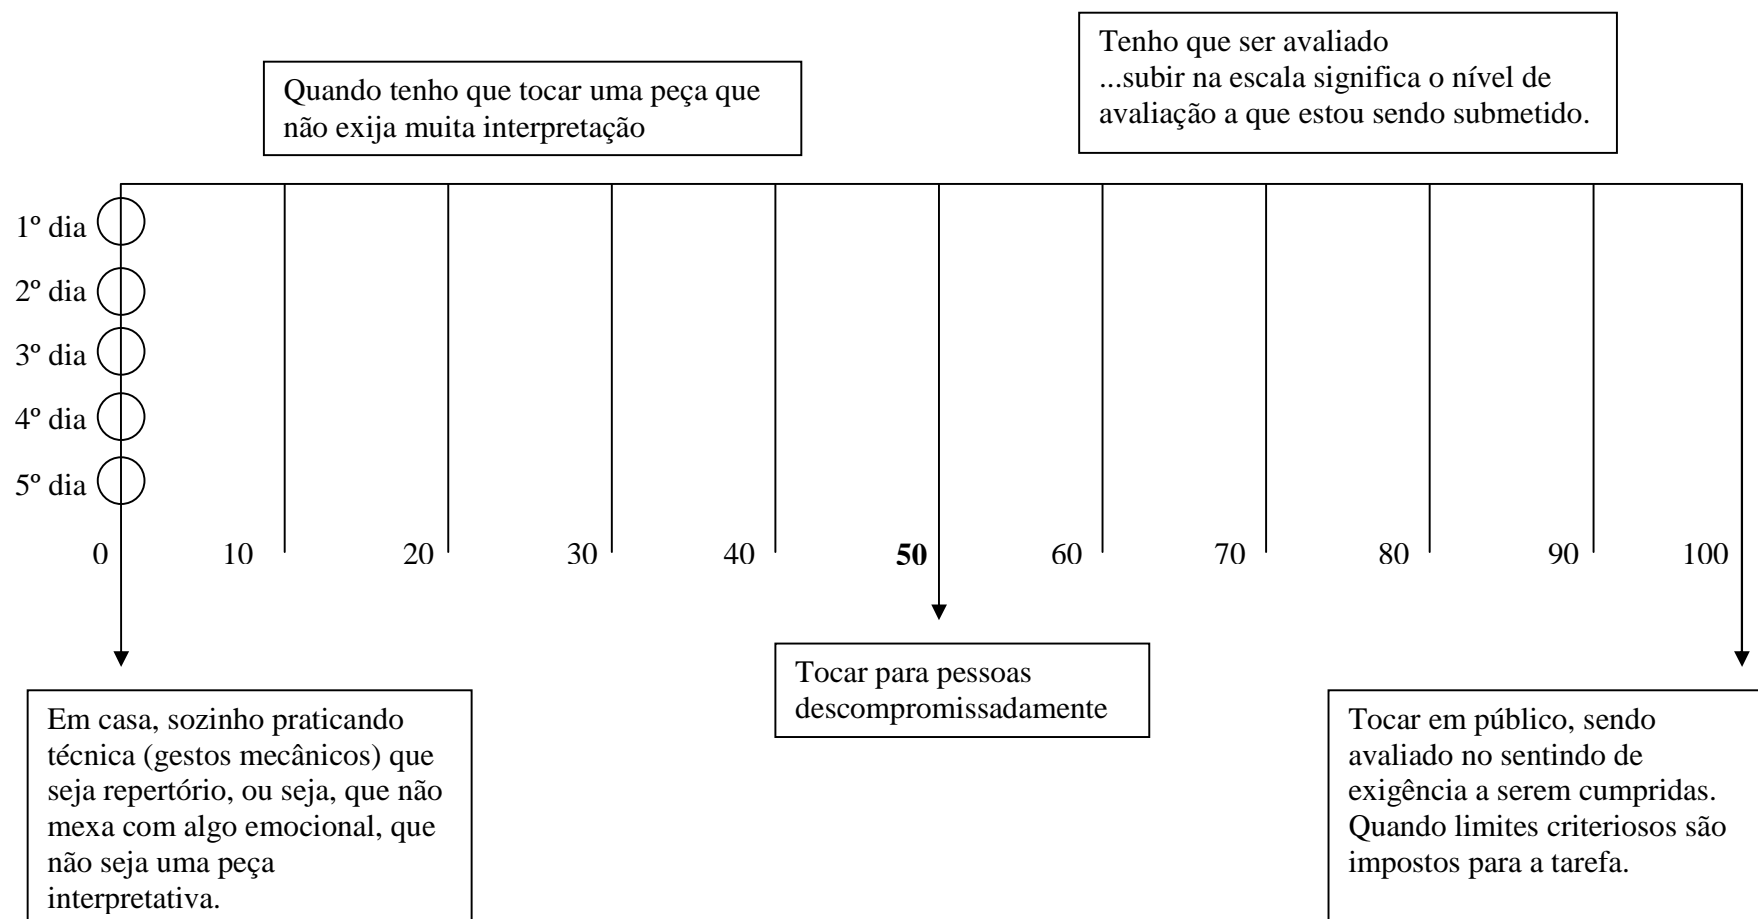 Tenho que ser avaliado
...subir na escala significa o nível de
avaliação a que estou sendo submetido.
Quando tenho que tocar uma peça que
não exija muita interpretação
1º dia
2º dia
3º dia
4º dia
5º dia
0 10 20 30 40 50 60 70 80 90 100
Tocar para pessoas
descompromissadamente
Em casa, sozinho praticando
técnica (gestos mecânicos) que
seja repertório, ou seja, que não
mexa com algo emocional, que
não seja uma peça
interpretativa.
Tocar em público, sendo
avaliado no sentindo de
exigência a serem cumpridas.
Quando limites criteriosos são
impostos para a tarefa.